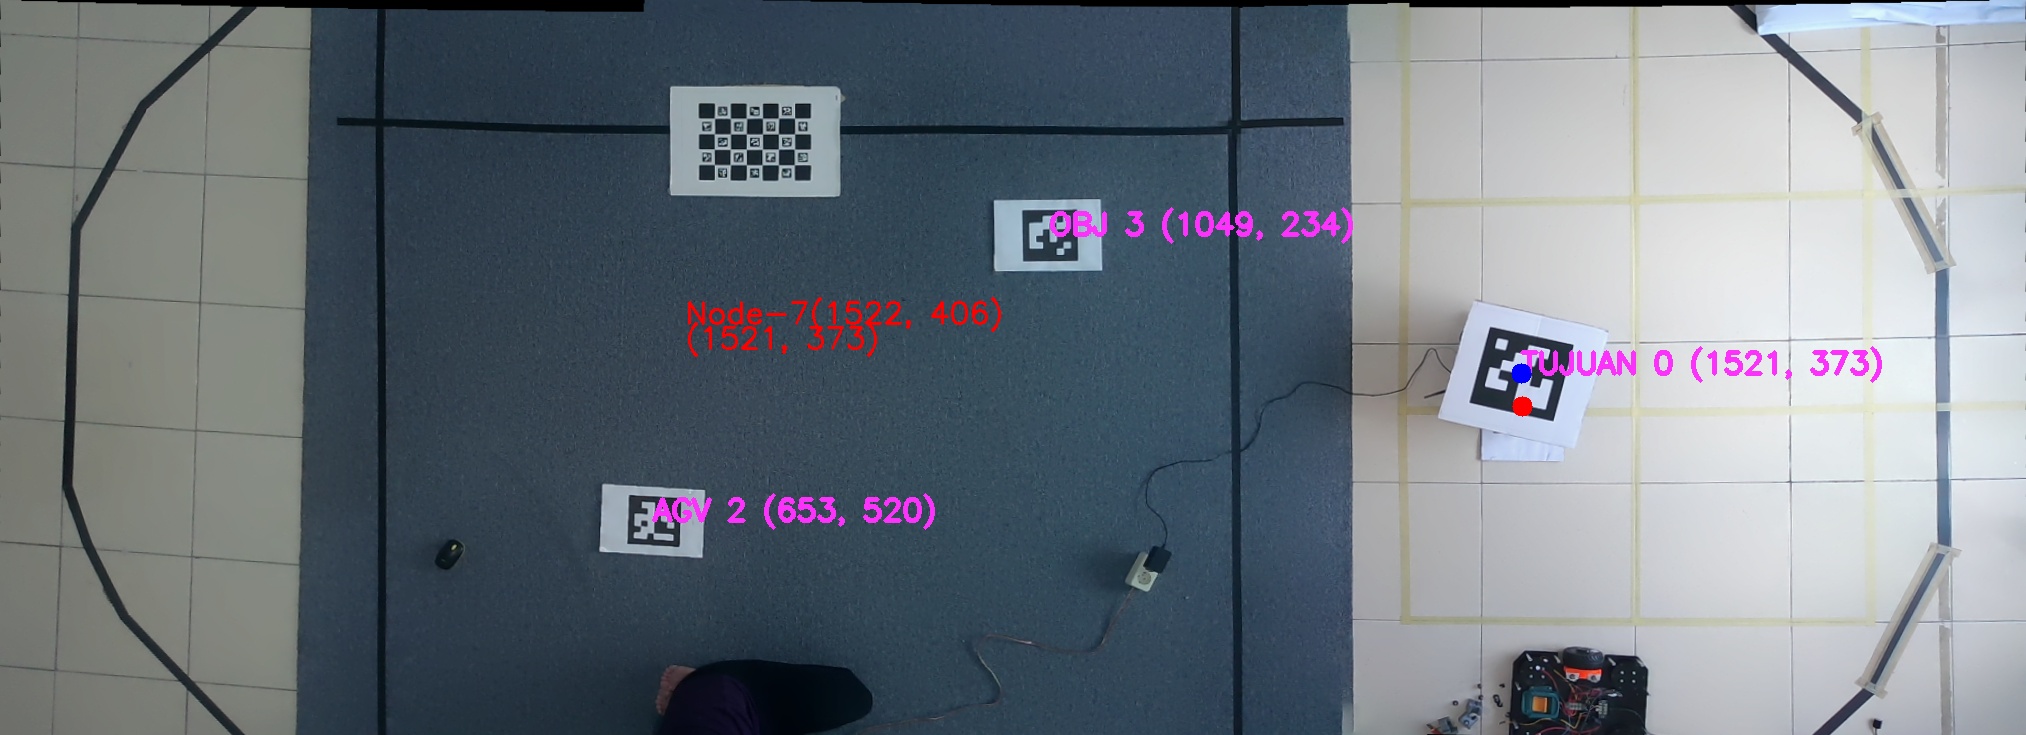 OBJ 3 (1049, 234)
Node-7(1522, 406)
(1521, 373)
TUJUAN 0 (1521, 373)
AGV 2 (653, 520)